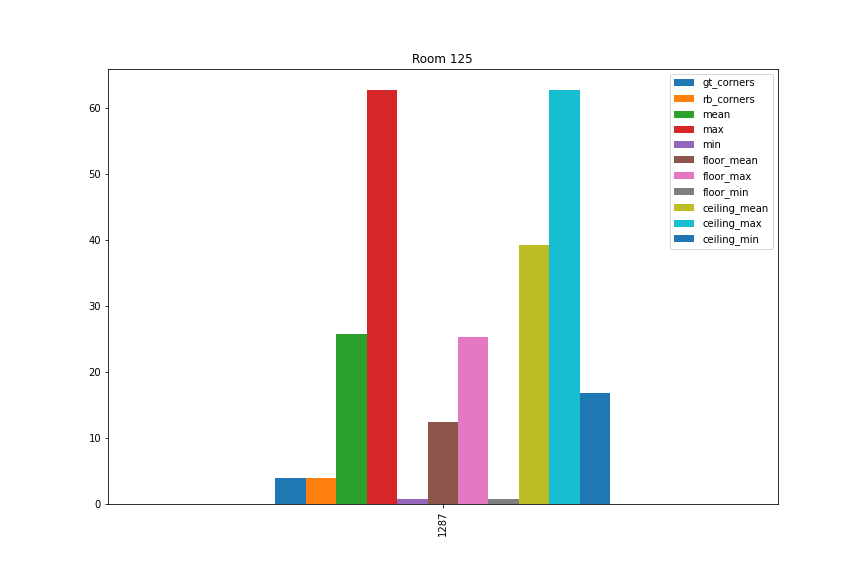 Room 125
gt_corners
rb_corners
mean
max
min
floor_mean
floor_max
floor_min
ceiling_mean
ceiling_max
ceiling_min
60
50
40
30
20
10
0
1287